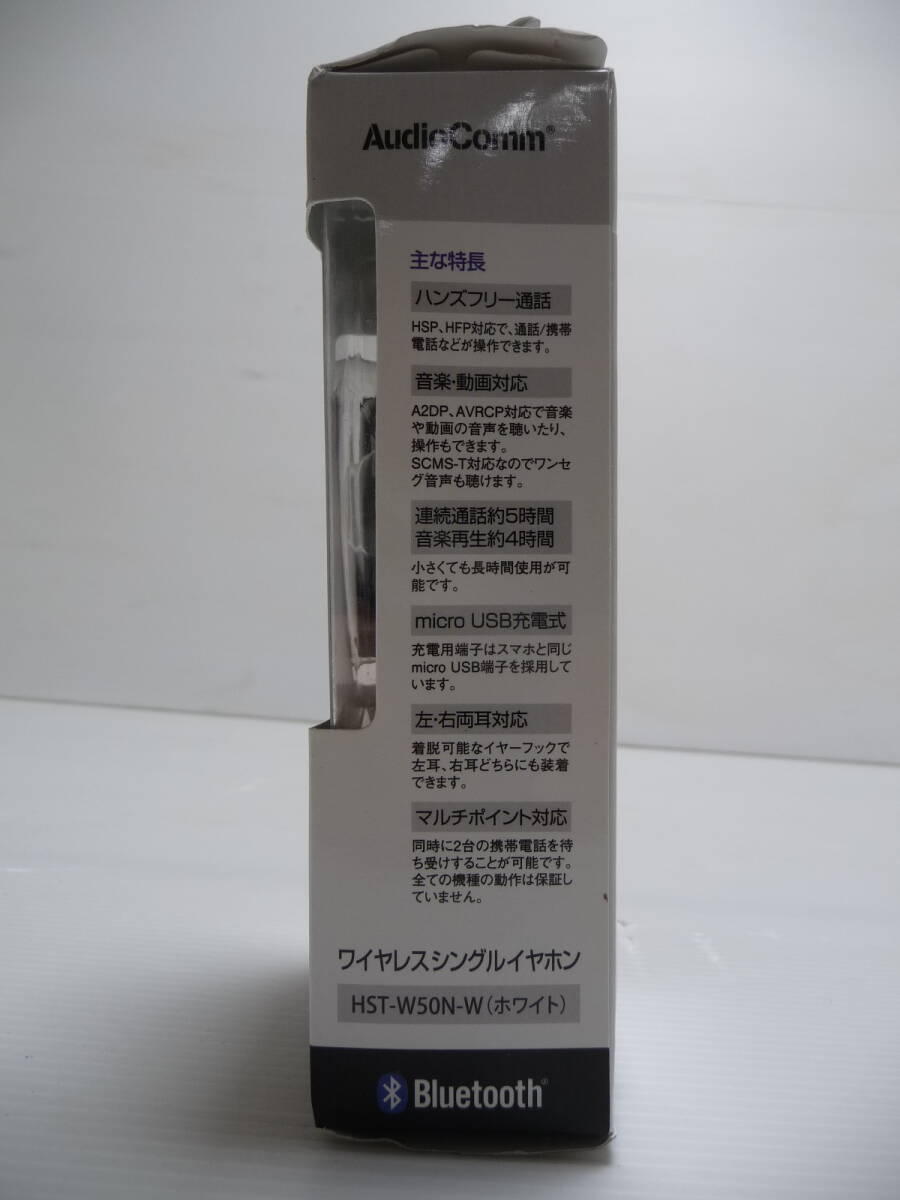 AudioComm®
主な特長
ハンズフリー通話
HSP、HFP対応で、通話/携帯
電話などが操作できます。
音楽・動画対応
A2DP、AVRCP対応で音楽
や動画の音声を聴いたり、
操作もできます。
SCMS-T対応なのでワンセ
グ音声も聴けます。
連続通話約5時間
音楽再生約4時間
小さくても長時間使用が可
能です。
micro USB充電式
充電用端子はスマホと同じ
micro USB端子を採用して
います。
左・右両耳対応
着脱可能なイヤーフックで
左耳、右耳どちらにも装着
できます。
マルチポイント対応
同時に2台の携帯電話を待
ち受けすることが可能です。
全ての機種の動作は保証し
ていません。
ワイヤレスシングルイヤホン
HST-W50N-W（ホワイト）
Bluetooth®